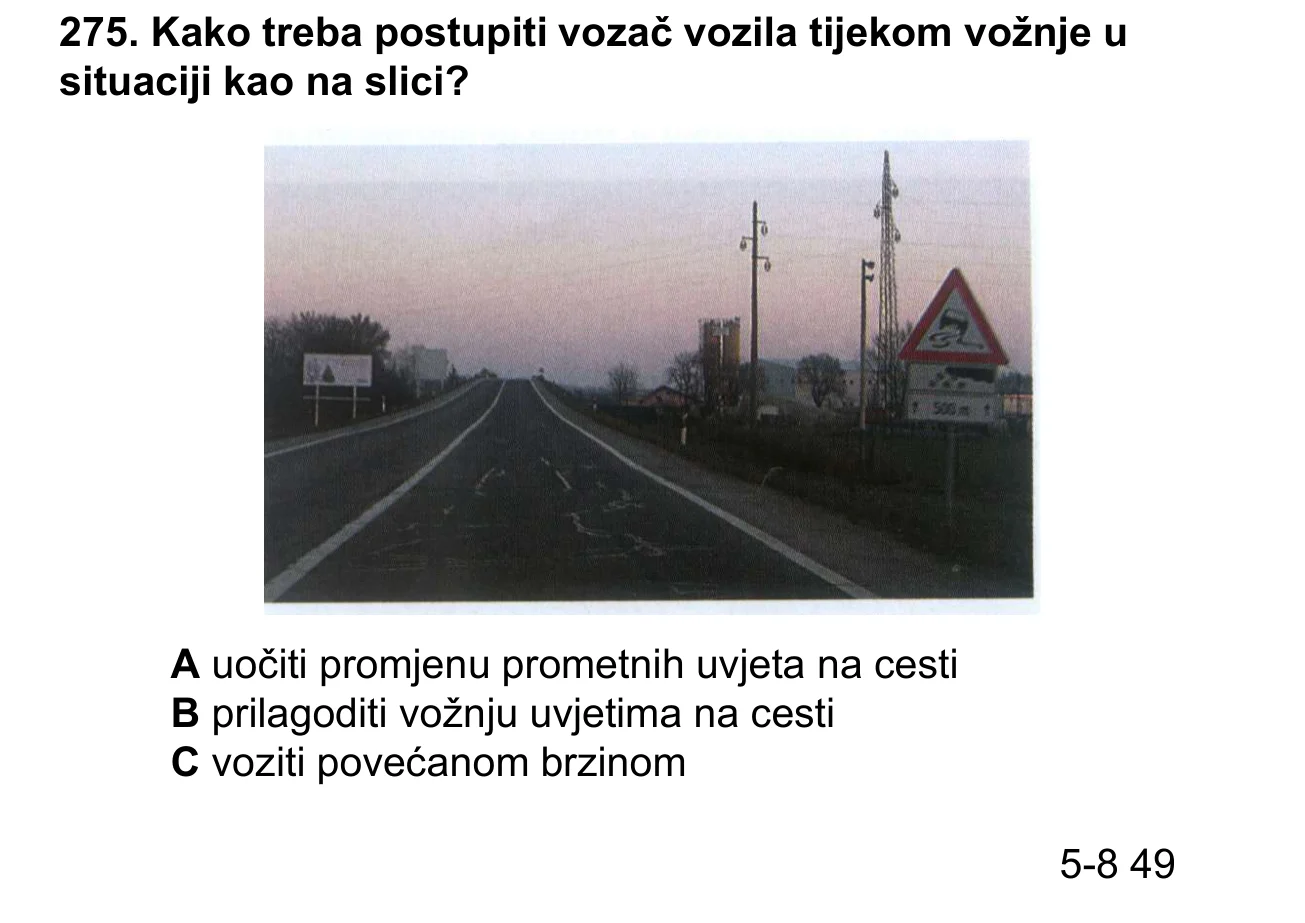 275. Kako treba postupiti vozač vozila tijekom vožnje u
situaciji kao na slici?
500 m
A uočiti promjenu prometnih uvjeta na cesti
B prilagoditi vožnju uvjetima na cesti
C voziti povećanom brzinom
5-8 49